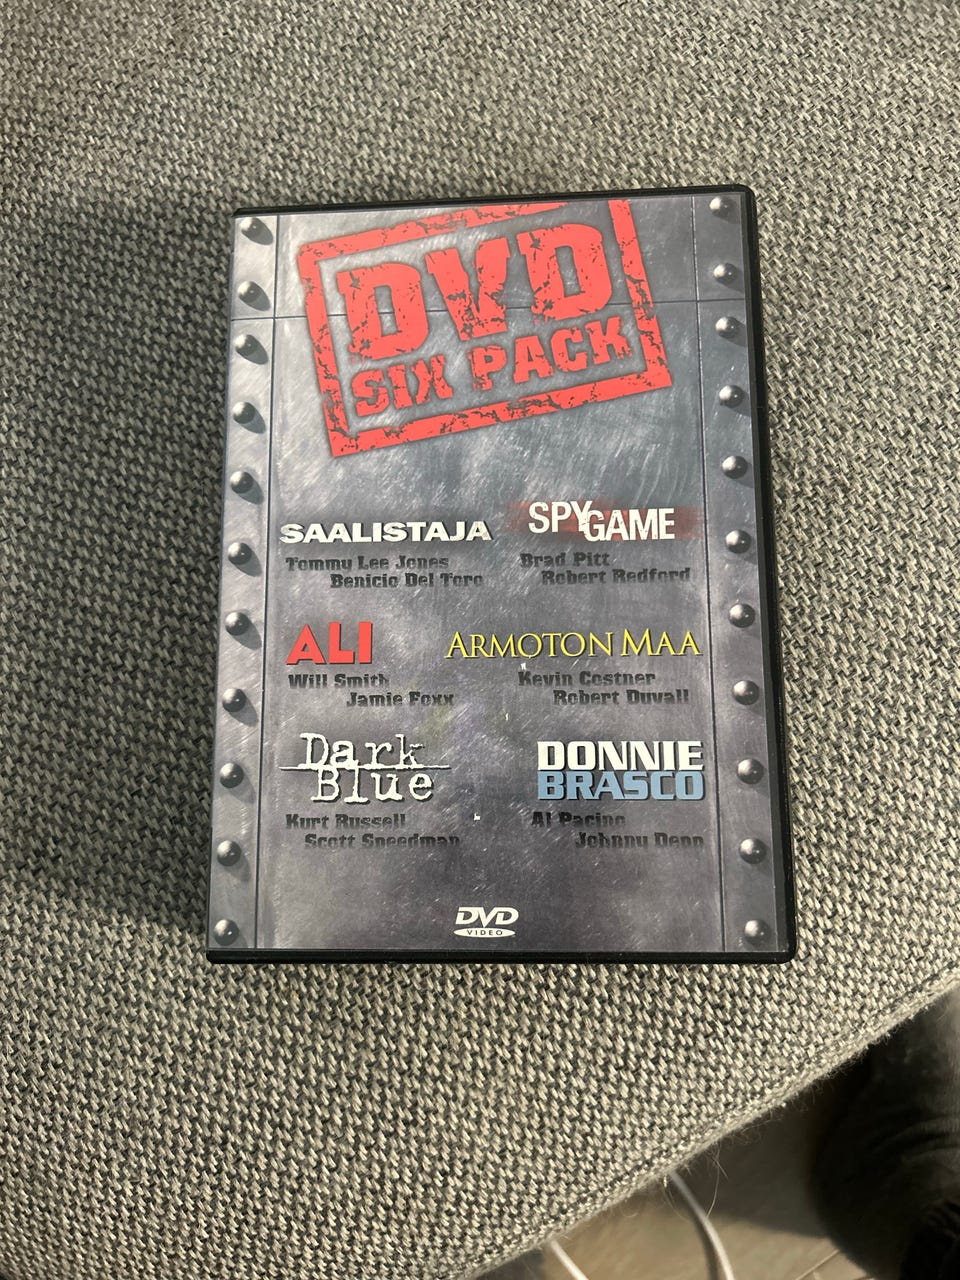 DVD
SIX PACK
SAALISTAJA
Tommy Lee Jones
Benicio Del Toro
SPYGAME
Brad Pitt
Robert Redford
ALI
Will Smith
Jamie Foxx
ARMOTON MAA
Kevin Costner
Robert Duvall
Dark
Blue
Kurt Russell
Scott Speedman
DONNIE
BRASCO
Al Pacino
Johnny Depp
DVD
VIDEO